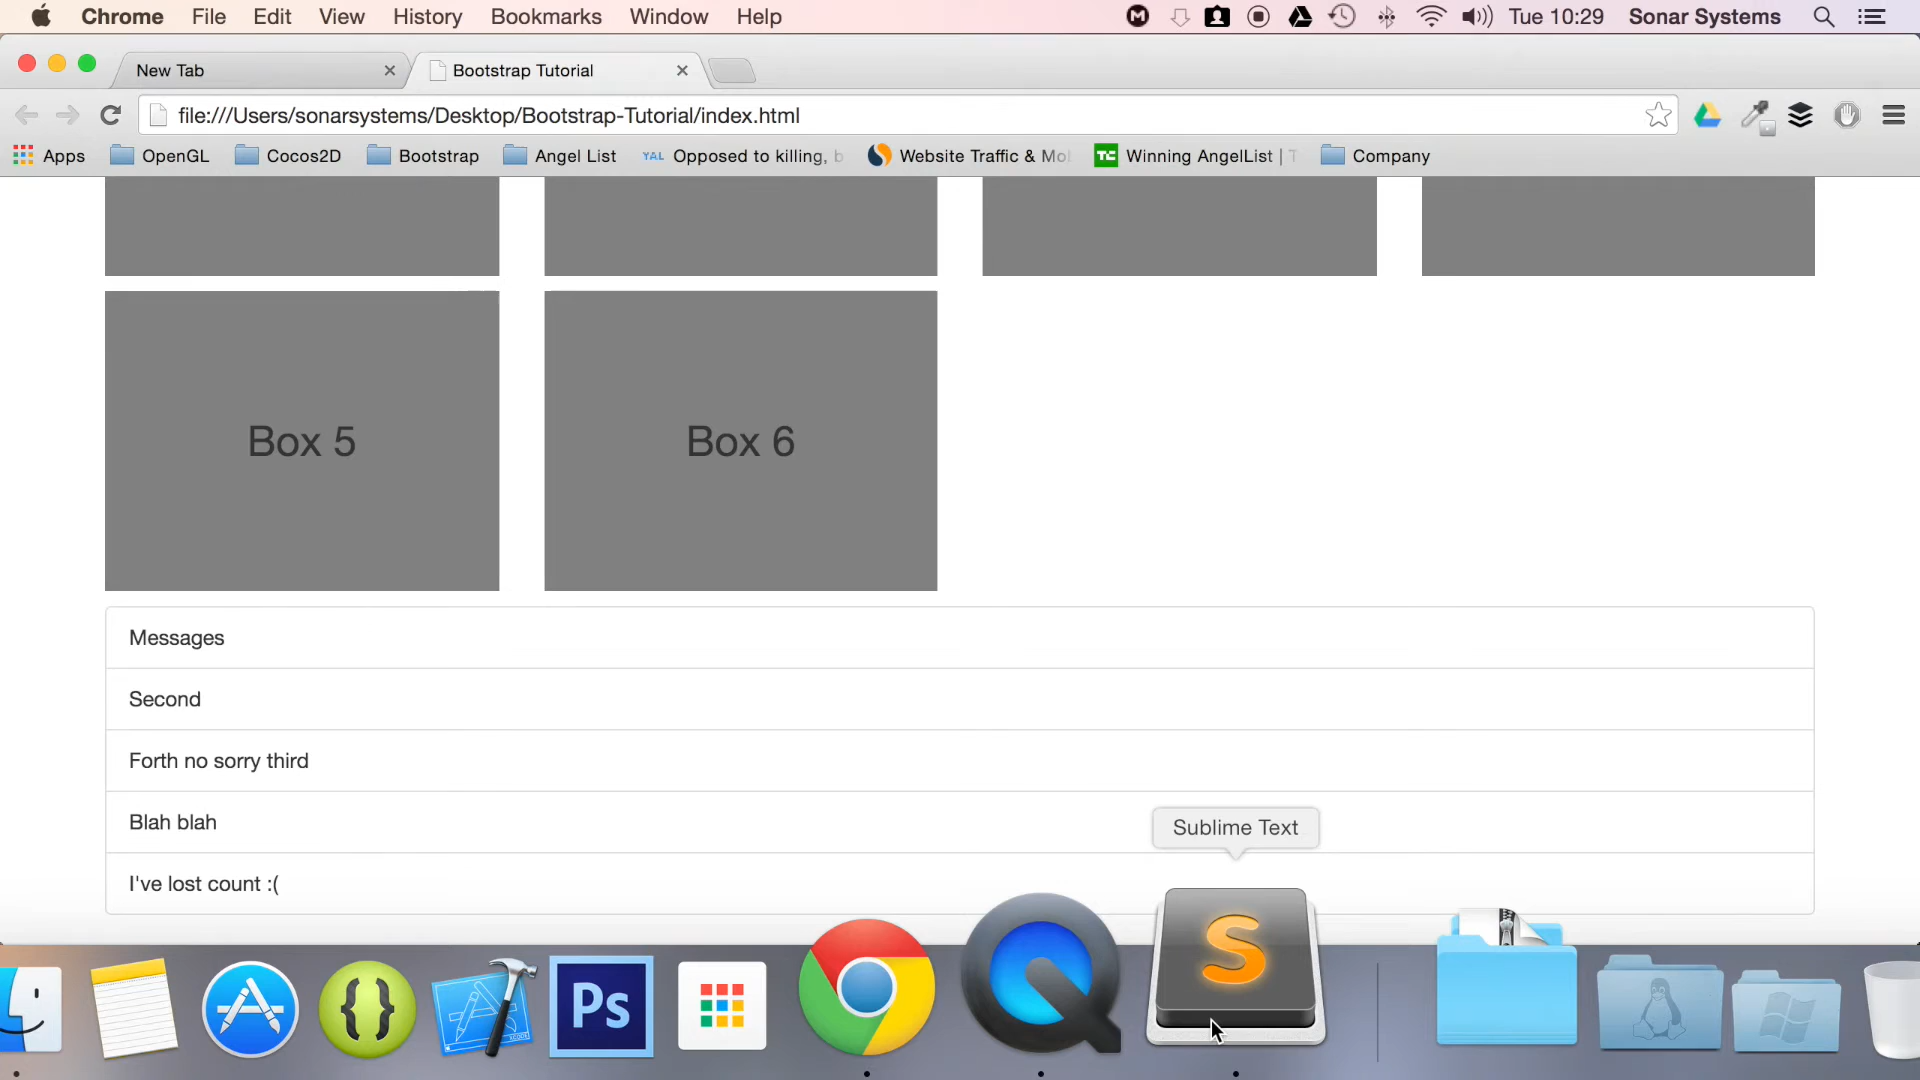 Chrome File Edit View History Bookmarks Window Help Tue 10:29 Sonar Systems
New Tab Bootstrap Tutorial
file:///Users/sonarsystems/Desktop/Bootstrap-Tutorial/index.html
Apps OpenGL Cocos2D Bootstrap Angel List YAL Opposed to killing, b Website Traffic & Mo TC Winning AngelList | T Company
Box 5 Box 6
Messages
Second
Forth no sorry third
Blah blah
I've lost count :(
Sublime Text
Ps
S